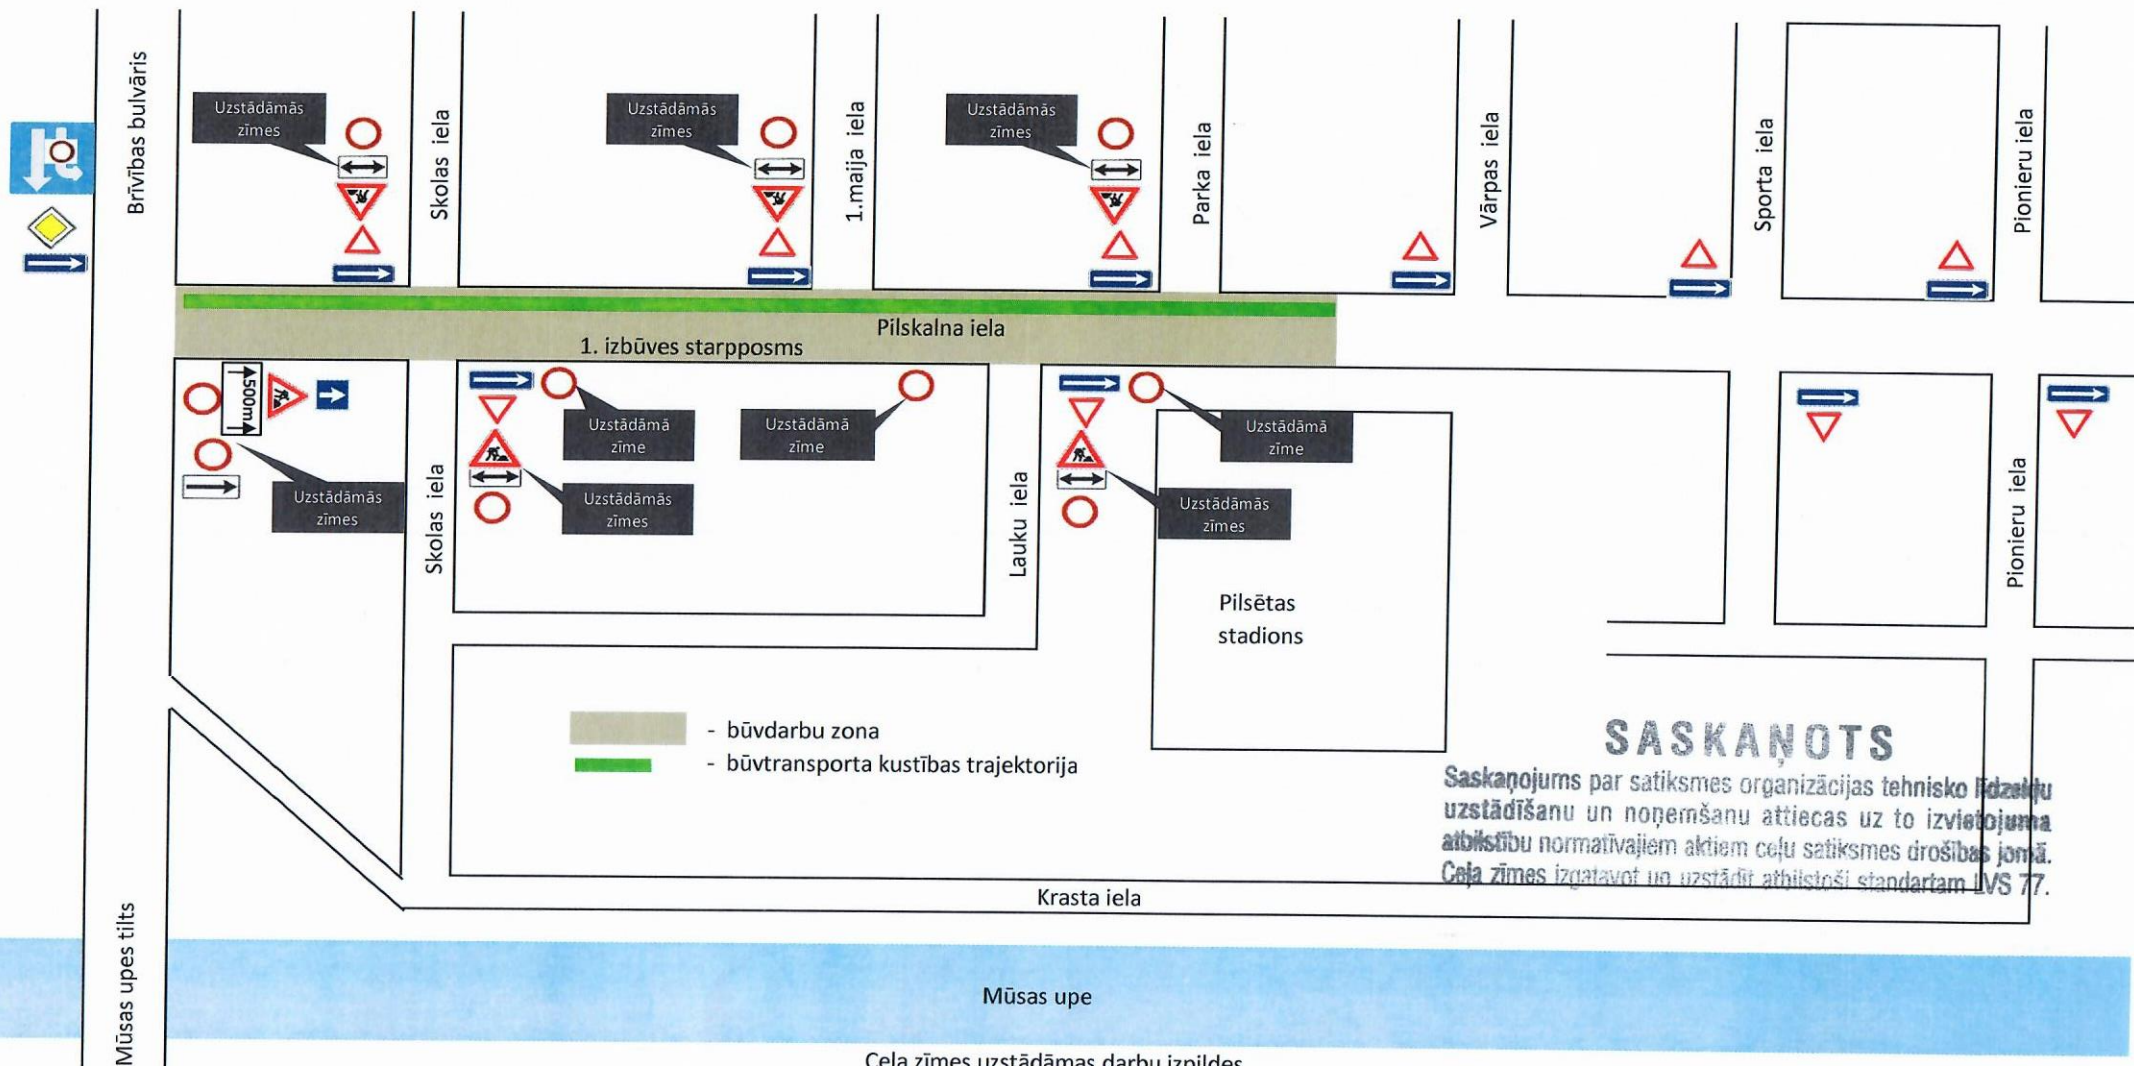 Brīvības bulvāris
Uzstādāmās
zīmes
Skolas iela
Uzstādāmās
zīmes
1.maija iela
Uzstādāmās
zīmes
Parka iela
Vārpas iela
Sporta iela
Pionieru iela
Pilskalna iela
1. izbūves starpposms
500m
Uzstādāmās
zīmes
Skolas iela
Uzstādāmā
zīme
Uzstādāmās
zīmes
Uzstādāmā
zīme
Lauku iela
Uzstādāmā
zīme
Uzstādāmās
zīmes
Pilsētas
stadions
Pionieru iela
- būvdarbu zona
- būvtransporta kustības trajektorija
SASKAŅOTS
Saskaņojums par satiksmes organizācijas tehnisko līdzekļu
uzstādīšanu un noņemšanu attiecas uz to izvietojuma
atbilstību normatīvajiem aktiem ceļu satiksmes drošības jomā.
Ceļa zīmes izgatavot un uzstādīt atbilstoši standartam LVS 77.
Krasta iela
Mūsas upes tilts
Mūsas upe
Ceļa zīmes uzstādāmas darbu izpildes